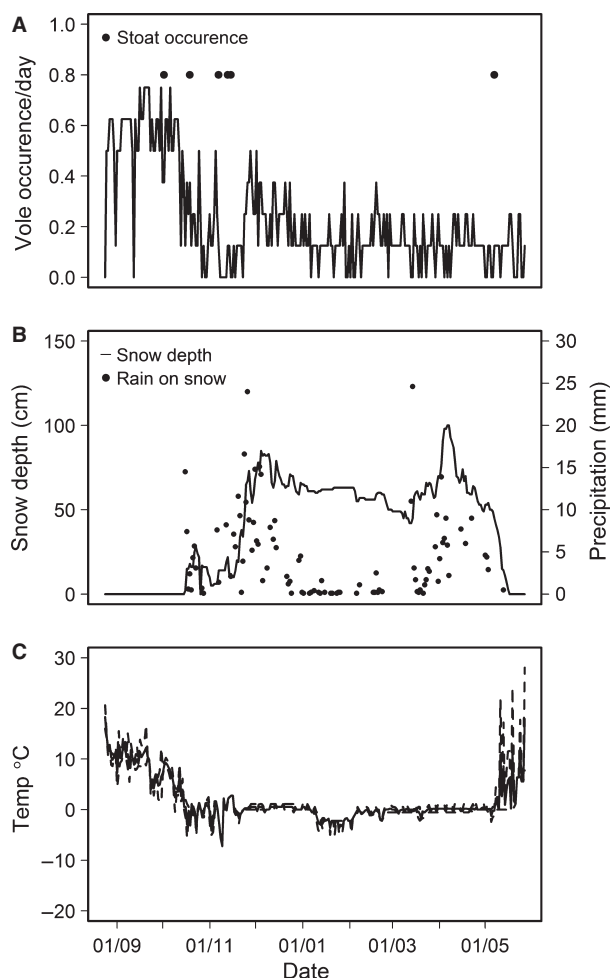 A
Stoat occurence
Vole occurence/day
1.0
0.8
0.6
0.4
0.2
0.0
B
Snow depth
Rain on snow
Snow depth (cm)
150
100
50
0
Precipitation (mm)
30
25
20
15
10
5
0
C
Temp °C
30
20
10
0
–10
–20
01/09 01/11 01/01 01/03 01/05
Date